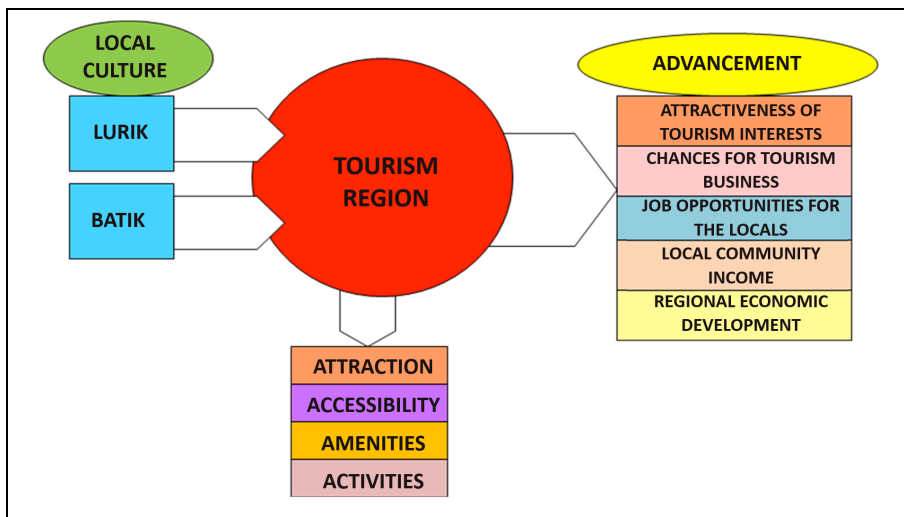 LOCAL
CULTURE
LURIK
BATIK
TOURISM
REGION
ATTRACTION
ACCESSIBILITY
AMENITIES
ACTIVITIES
ADVANCEMENT
ATTRACTIVENESS OF
TOURISM INTERESTS
CHANCES FOR TOURISM
BUSINESS
JOB OPPORTUNITIES FOR
THE LOCALS
LOCAL COMMUNITY
INCOME
REGIONAL ECONOMIC
DEVELOPMENT